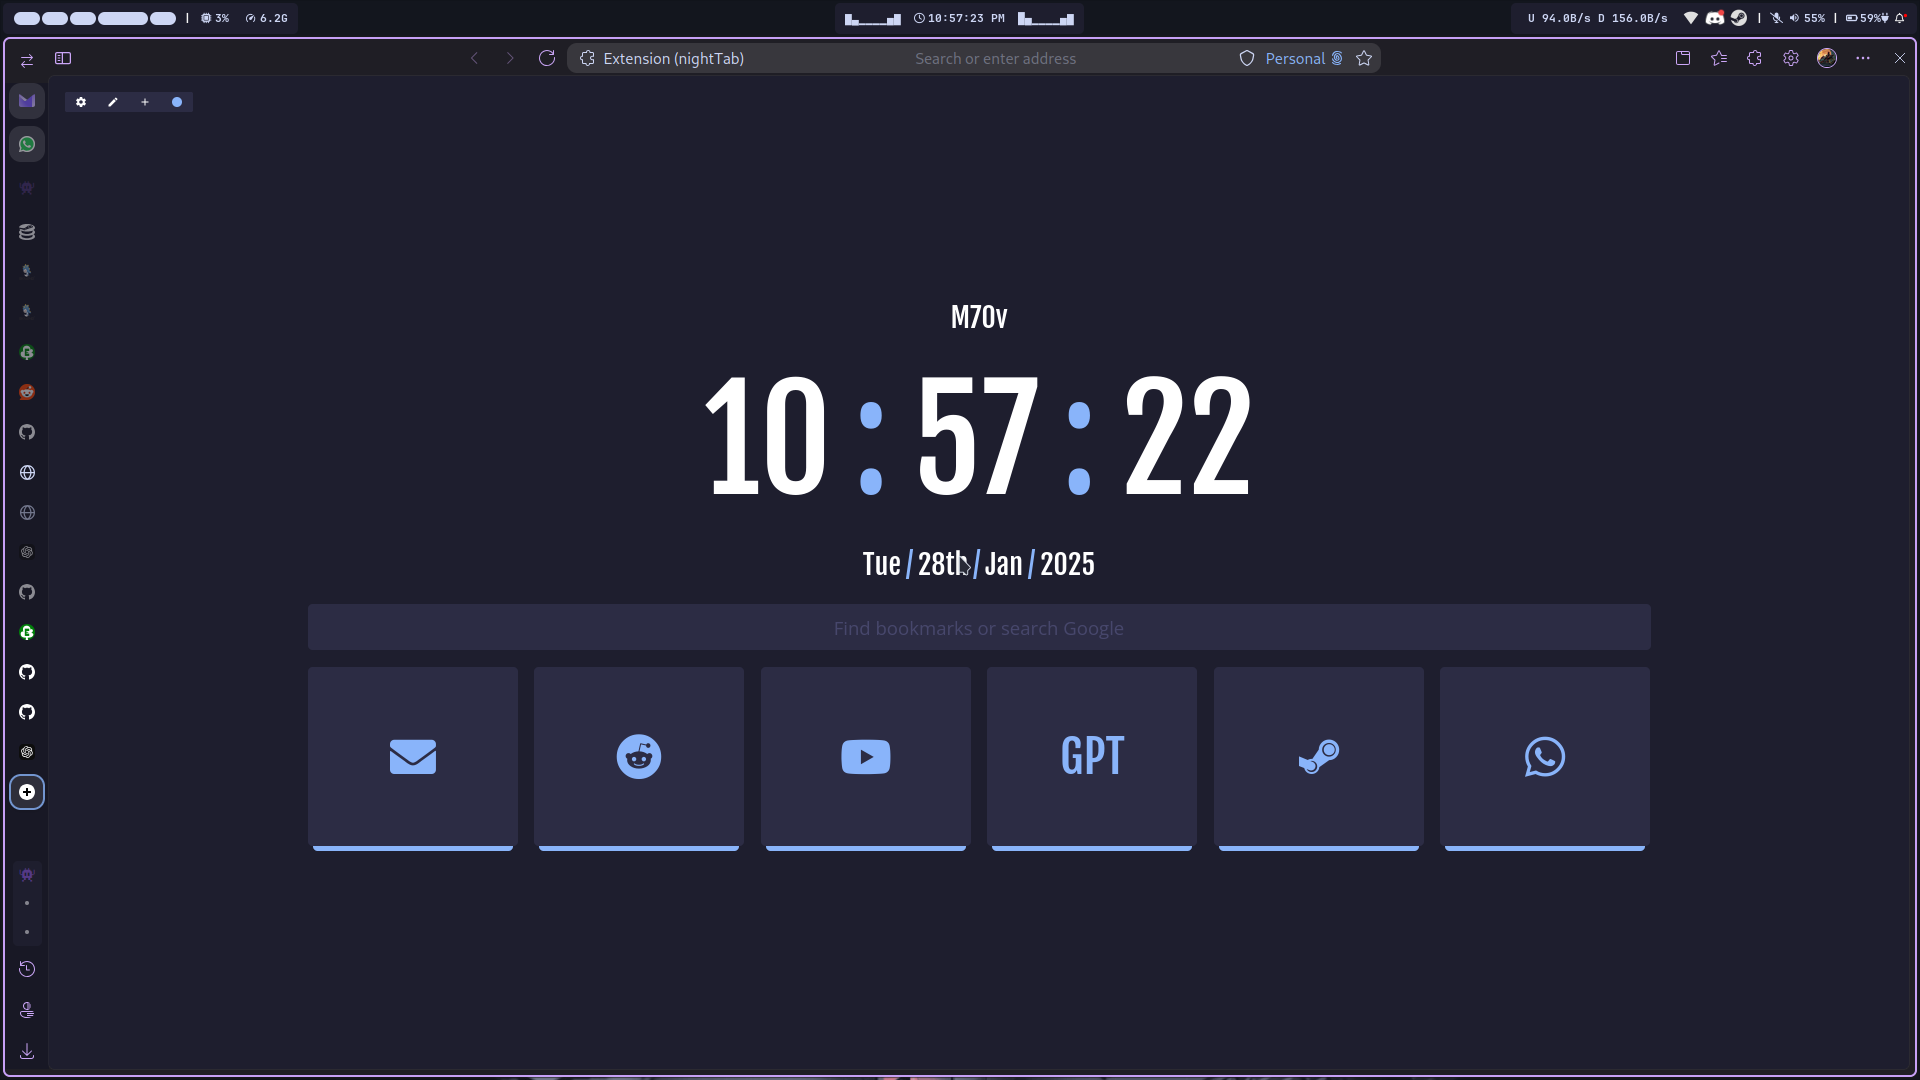 3% 6.2G
10:57:23 PM
U 94.0B/s D 156.0B/s 55% 59%
Extension (nightTab) Search or enter address Personal
M70v
10:57:22
Tue / 28th / Jan / 2025
Find bookmarks or search Google
GPT